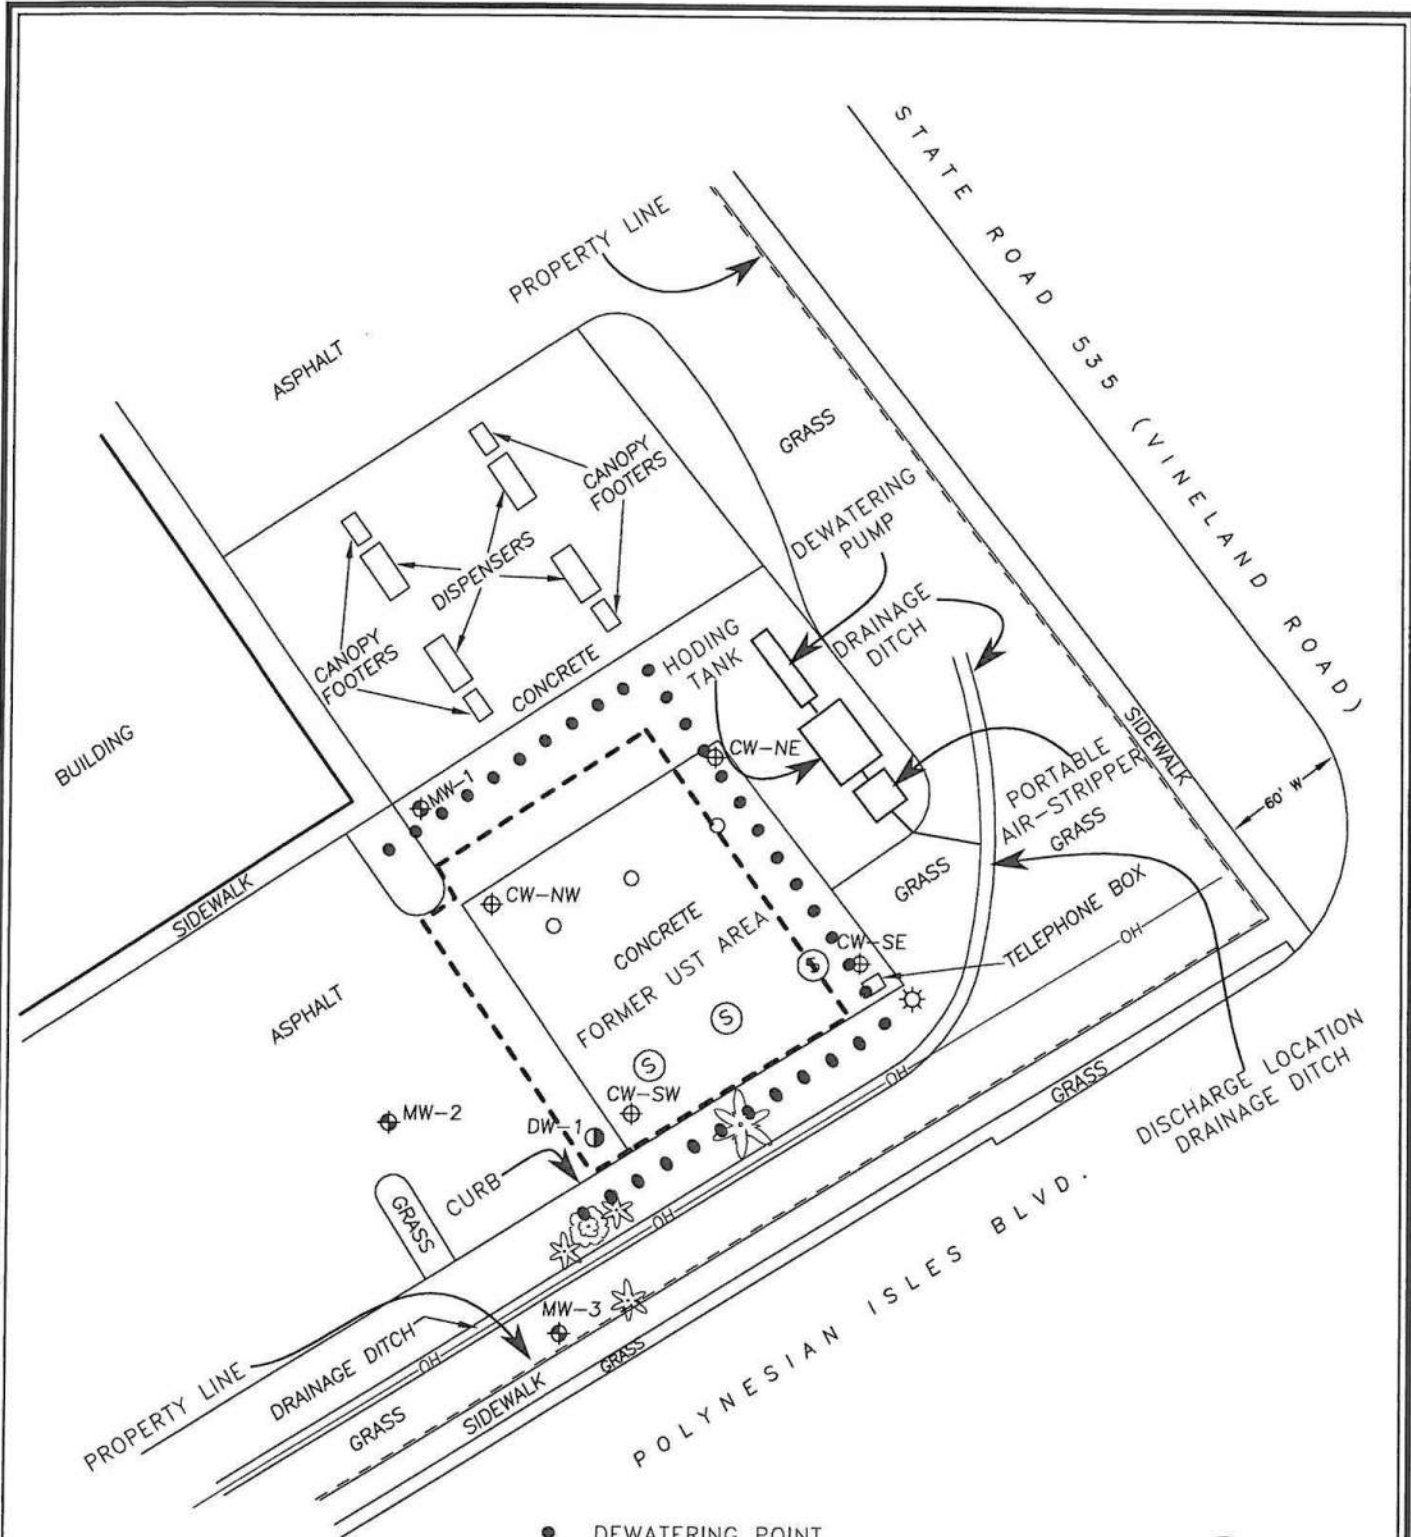 STATE ROAD 535 (VINELAND ROAD)
PROPERTY LINE
ASPHALT
GRASS
CANOPY
FOOTERS
DEWATERING
PUMP
DISPENSERS
DRAINAGE
DITCH
CANOPY
FOOTERS
CONCRETE
HODING
TANK
BUILDING
SIDEWALK
CW-NE
PORTABLE
AIR-STRIPPER
60' W
MW-1
GRASS
GRASS
SIDEWALK
CW-NW
CONCRETE
FORMER UST AREA
CW-SE
TELEPHONE BOX
OH
ASPHALT
S
S
S
DISCHARGE LOCATION
DRAINAGE DITCH
OH
GRASS
CW-SW
MW-2
DW-1
CURB
GRASS
OH
POLYNESIAN ISLES BLVD.
MW-3
PROPERTY LINE
DRAINAGE DITCH
OH
GRASS
SIDEWALK
GRASS
DEWATERING POINT